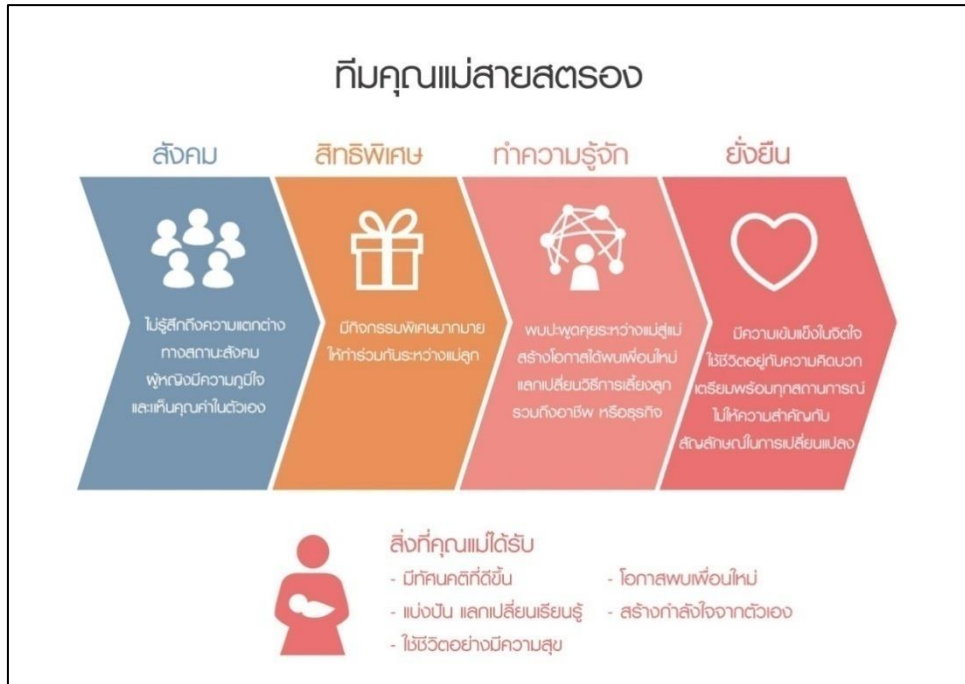 ทีมคุณแม่สายสตรอง
สังคม
ไม่รู้สึกถึงความแตกต่าง
ทางสถานะสังคม
ผู้หญิงมีความภูมิใจ
และเห็นคุณค่าในตัวเอง
สิทธิพิเศษ
มีกิจกรรมพิเศษมากมาย
ให้ทำร่วมกันระหว่างแม่ลูก
ทำความรู้จัก
พบปะพูดคุยระหว่างแม่สู่แม่
สร้างโอกาสได้พบเพื่อนใหม่
แลกเปลี่ยนวิธีการเลี้ยงลูก
รวมถึงอาชีพ หรือธุรกิจ
ยั่งยืน
มีความเข้มแข็งในจิตใจ
ใช้ชีวิตอยู่กับความคิดบวก
เตรียมพร้อมทุกสถานการณ์
ไม่ให้ความสำคัญกับ
สัญลักษณ์ในการเปลี่ยนแปลง
สิ่งที่คุณแม่ได้รับ
- มีทัศนคติที่ดีขึ้น
- แบ่งปัน แลกเปลี่ยนเรียนรู้
- ใช้ชีวิตอย่างมีความสุข
- โอกาสพบเพื่อนใหม่
- สร้างกำลังใจจากตัวเอง